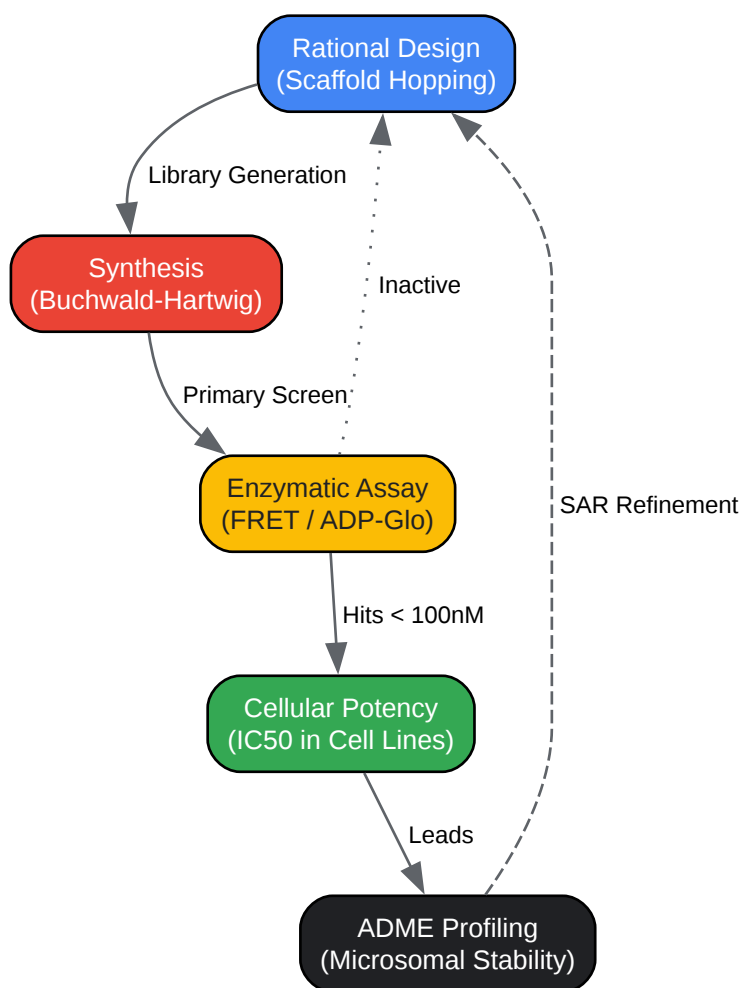 Rational Design
(Scaffold Hopping)
Library Generation
Synthesis
(Buchwald-Hartwig)
Inactive
Primary Screen
Enzymatic Assay
(FRET / ADP-Glo)
SAR Refinement
Hits < 100nM
Cellular Potency
(IC50 in Cell Lines)
Leads
ADME Profiling
(Microsomal Stability)